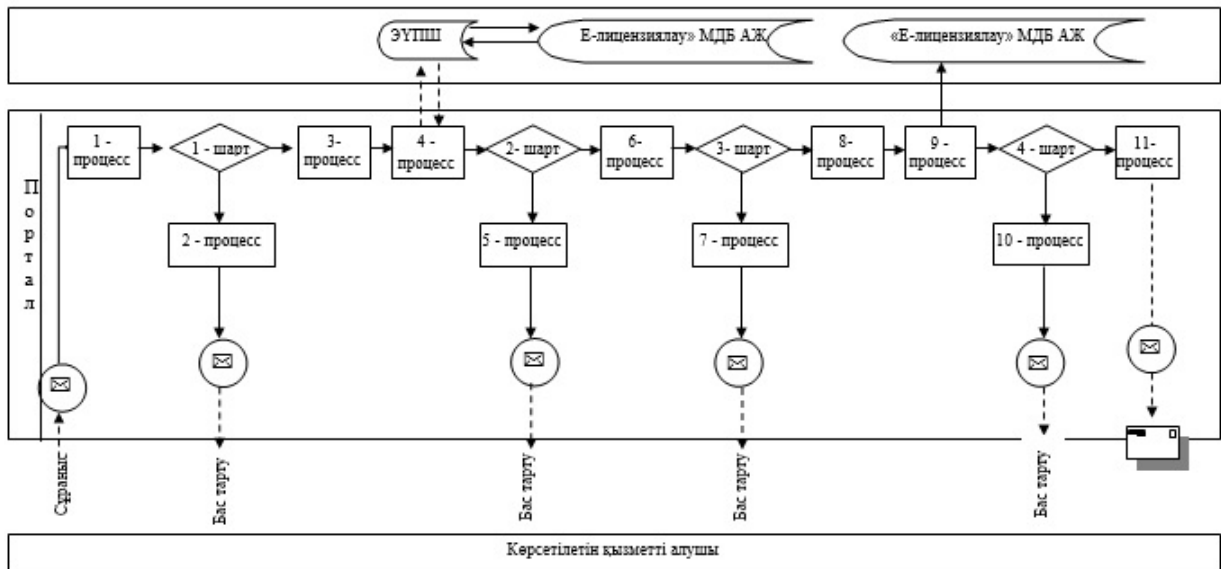 ЭҮПШ
Е-лицензиялау» МДБ АЖ
«Е-лицензиялау» МДБ АЖ
Портал
1 -
процесс
1 - шарт
3-
процесс
4 -
процесс
2- шарт
6-
процесс
3- шарт
8-
процесс
9 -
процесс
4 - шарт
11-
процесс
2 - процесс
5 - процесс
7 - процесс
10 - процесс
Сұраныс
Бас тарту
Бас тарту
Бас тарту
Бас тарту
Көрсетілетін қызметті алушы